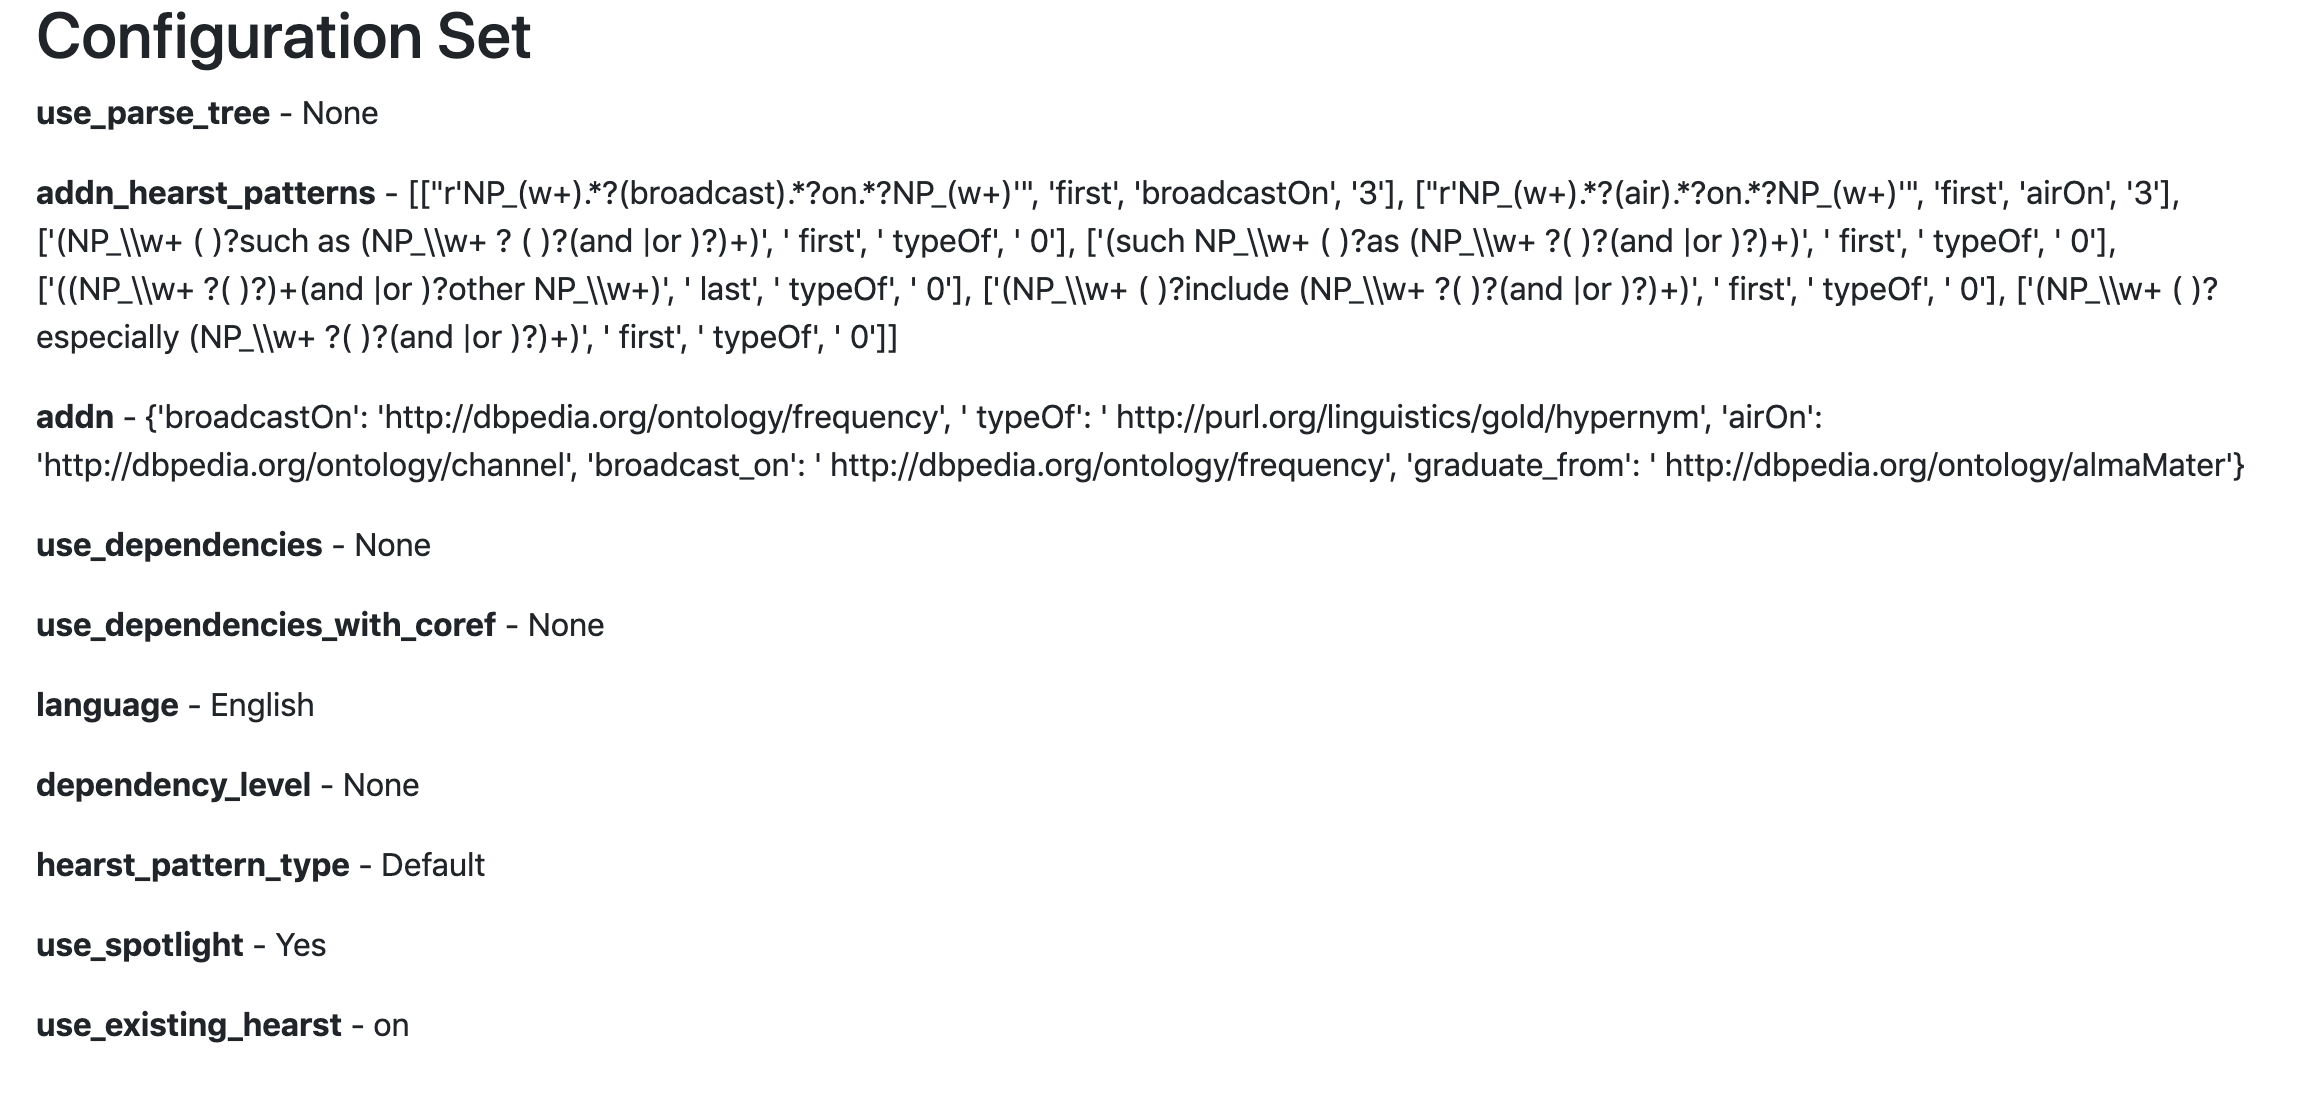 Configuration Set
use_parse_tree - None
addn_hearst_patterns - [["r'NP_(w+).*?(broadcast).*?on.*?NP_(w+)'", 'first', 'broadcastOn', '3'], ["r'NP_(w+).*?(air).*?on.*?NP_(w+)'", 'first', 'airOn', '3'],
['(NP_\\w+ ( )?such as (NP_\\w+ ? ( )?(and |or )?)+)', ' first', ' typeOf', ' 0'], ['(such NP_\\w+ ( )?as (NP_\\w+ ?( )?(and |or )?)+)', ' first', ' typeOf', ' 0'],
['((NP_\\w+ ?( )?)+(and |or )?other NP_\\w+)', ' last', ' typeOf', ' 0'], ['(NP_\\w+ ( )?include (NP_\\w+ ?( )?(and |or )?)+)', ' first', ' typeOf', ' 0'], ['(NP_\\w+ ( )?
especially (NP_\\w+ ?( )?(and |or )?)+)', ' first', ' typeOf', ' 0']]
addn - {'broadcastOn': 'http://dbpedia.org/ontology/frequency', ' typeOf': ' http://purl.org/linguistics/gold/hypernym', 'airOn':
'http://dbpedia.org/ontology/channel', 'broadcast_on': ' http://dbpedia.org/ontology/frequency', 'graduate_from': ' http://dbpedia.org/ontology/almaMater'}
use_dependencies - None
use_dependencies_with_coref - None
language - English
dependency_level - None
hearst_pattern_type - Default
use_spotlight - Yes
use_existing_hearst - on